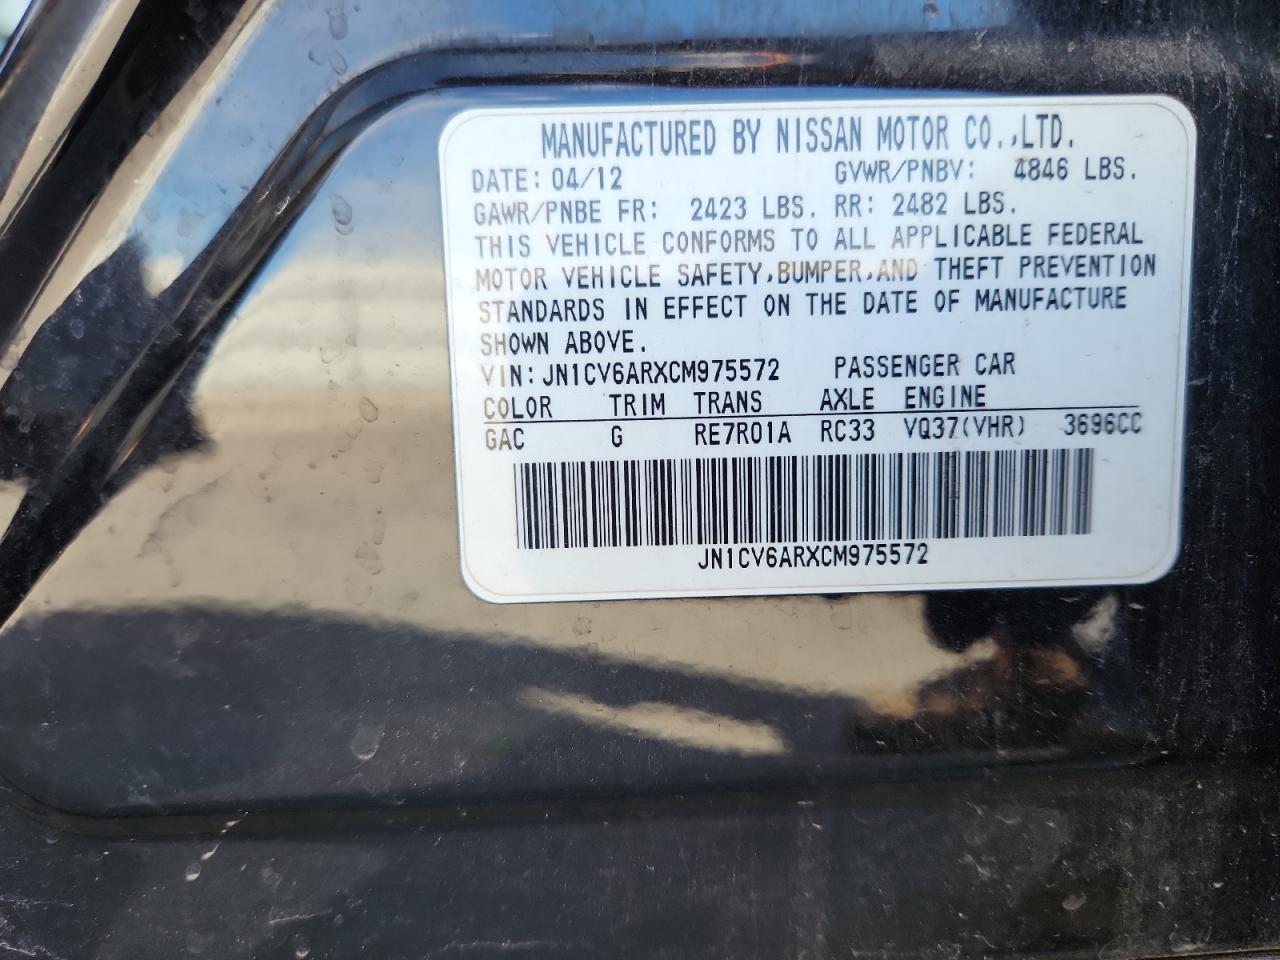 MANUFACTURED BY NISSAN MOTOR CO.,LTD.
DATE: 04/12 GVWR/PNBV: 4846 LBS.
GAWR/PNBE FR: 2423 LBS. RR: 2482 LBS.
THIS VEHICLE CONFORMS TO ALL APPLICABLE FEDERAL
MOTOR VEHICLE SAFETY,BUMPER,AND THEFT PREVENTION
STANDARDS IN EFFECT ON THE DATE OF MANUFACTURE
SHOWN ABOVE.
VIN: JN1CV6ARXCM975572 PASSENGER CAR
COLOR TRIM TRANS AXLE ENGINE
GAC G RE7R01A RC33 VQ37(VHR) 3696CC
JN1CV6ARXCM975572